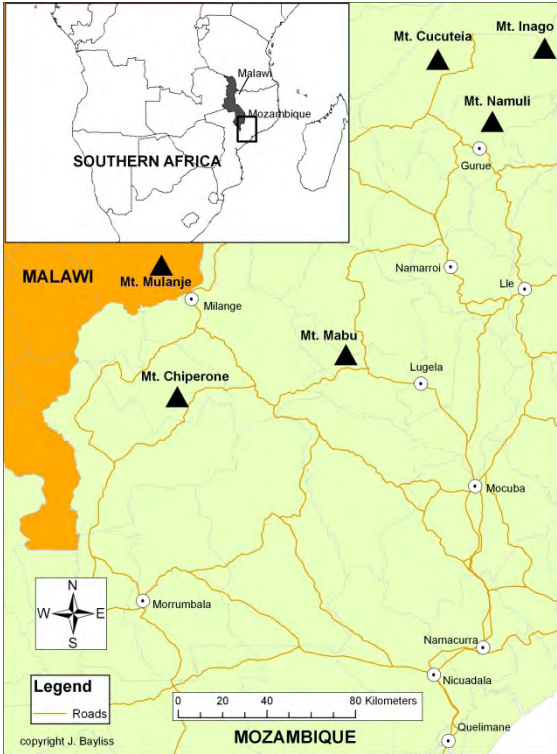 Mt. Inago
Mt. Cucuteia
Malawi
Mt. Namuli
Mozambique
SOUTHERN AFRICA
Gurue
Namarroi
MALAWI
Mt. Mulanje
Lle
Milange
Mt. Mabu
Mt. Chiperone
Lugela
Mocuba
N
W E
S
Morrumbala
Namacurra
Legend
Roads
Nicuadala
0 20 40 80 Kilometers
copyright J. Bayliss
MOZAMBIQUE
Quelimane